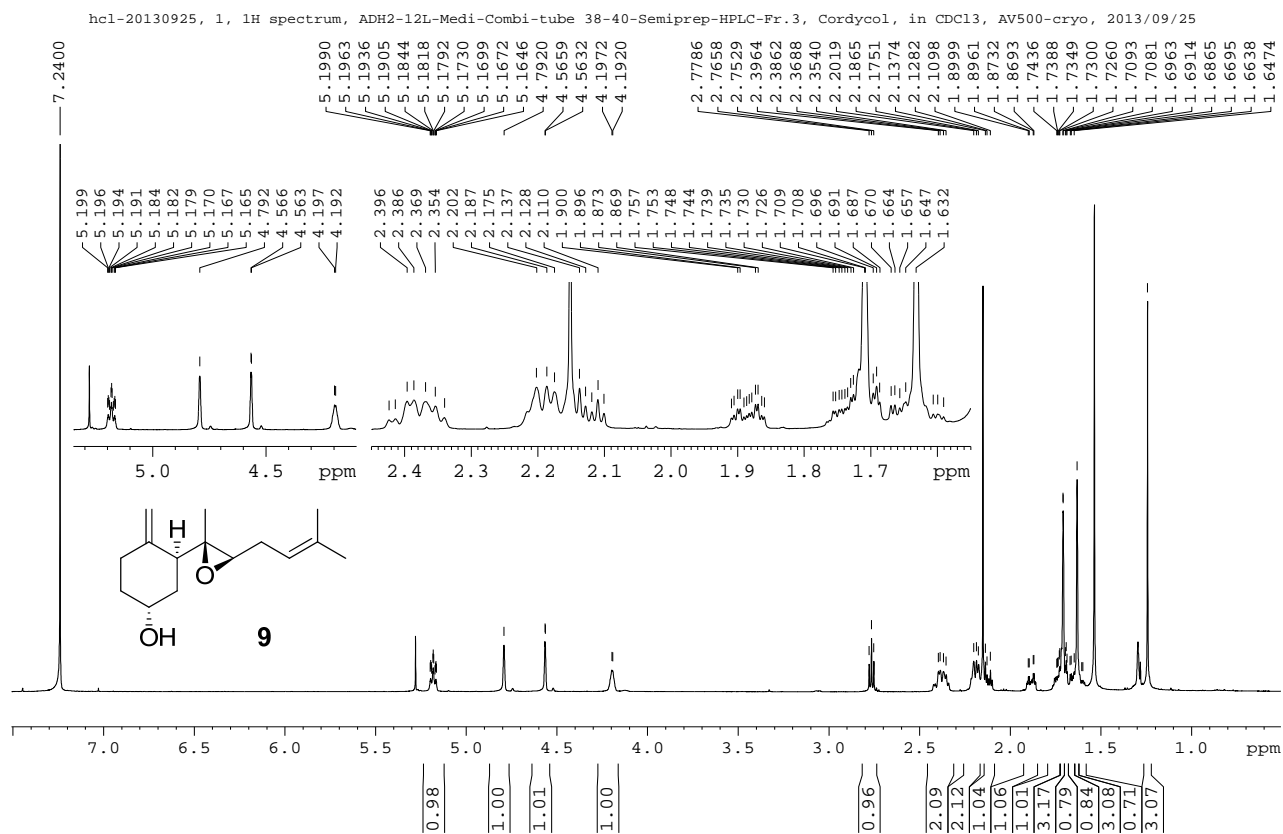 hcl-20130925, 1, 1H spectrum, ADH2-12L-Medi-Combi-tube 38-40-Semiprep-HPLC-Fr.3, Cordycol, in CDCl3, AV500-cryo, 2013/09/25
7.2400
5.1990 5.1963 5.1936 5.1905 5.1844 5.1818 5.1792 5.1730 5.1699 5.1672 5.1646 4.7920 4.5659 4.5632 4.1972 4.1920
2.7786 2.7658 2.7529 2.3964 2.3862 2.3688 2.3540 2.2019 2.1865 2.1751 2.1374 2.1282 2.1098 1.8999 1.8961 1.8732 1.8693 1.7436 1.7388 1.7349 1.7300 1.7260 1.7093 1.7081 1.6963 1.6914 1.6865 1.6695 1.6638 1.6474
5.199 5.196 5.194 5.191 5.184 5.182 5.179 5.170 5.167 5.165 4.792 4.566 4.563 4.197 4.192
2.396 2.386 2.369 2.354 2.202 2.187 2.175 2.137 2.128 2.110 1.900 1.896 1.873 1.869 1.757 1.753 1.748 1.744 1.739 1.735 1.730 1.726 1.709 1.708 1.696 1.691 1.687 1.670 1.664 1.657 1.647 1.632
5.0 4.5 ppm
2.4 2.3 2.2 2.1 2.0 1.9 1.8 1.7 ppm
H
O
OH
9
7.0 6.5 6.0 5.5 5.0 4.5 4.0 3.5 3.0 2.5 2.0 1.5 1.0 ppm
0.98 1.00 1.01 1.00 0.96 2.09 2.12 1.04 1.06 1.01 3.17 0.79 0.84 3.08 0.71 3.07